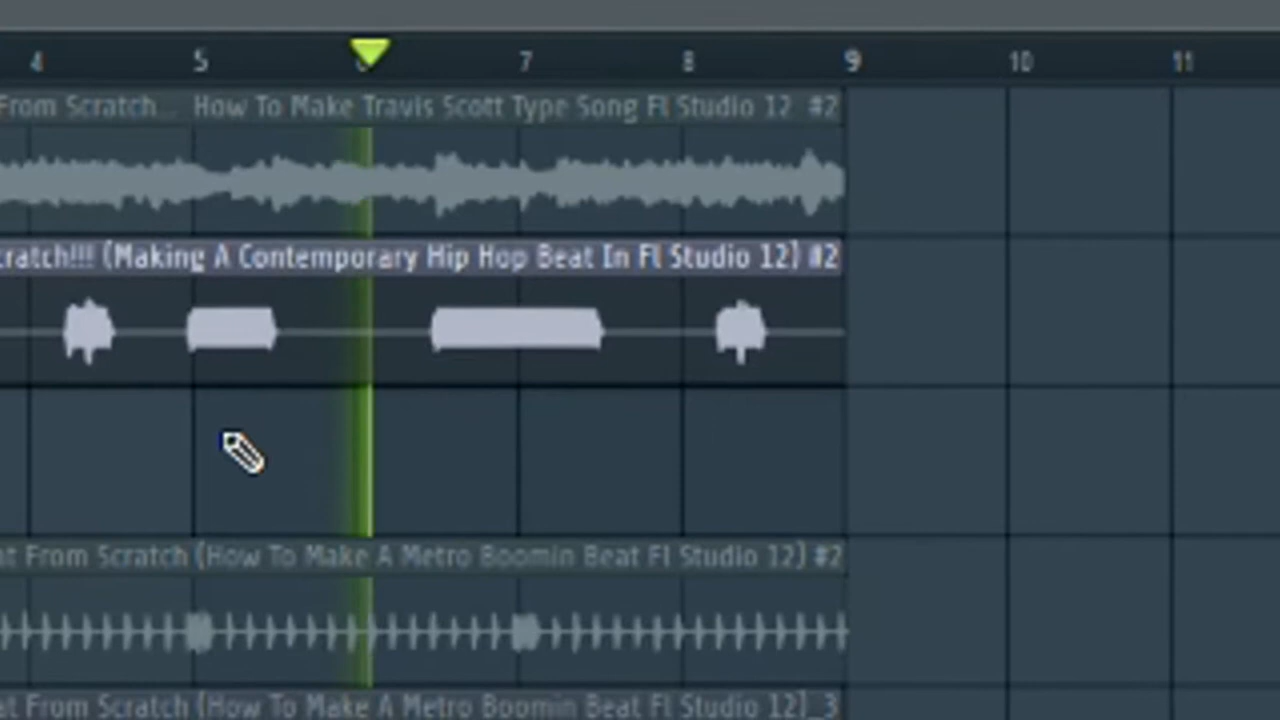 4 5 6 7 8 9 10 11
From Scratch... How To Make Travis Scott Type Song Fl Studio 12 #2
cratch!!! (Making A Contemporary Hip Hop Beat In Fl Studio 12) #2
at From Scratch (How To Make A Metro Boomin Beat Fl Studio 12) #2
at From Scratch (How To Make A Metro Boomin Beat Fl Studio 12)_3